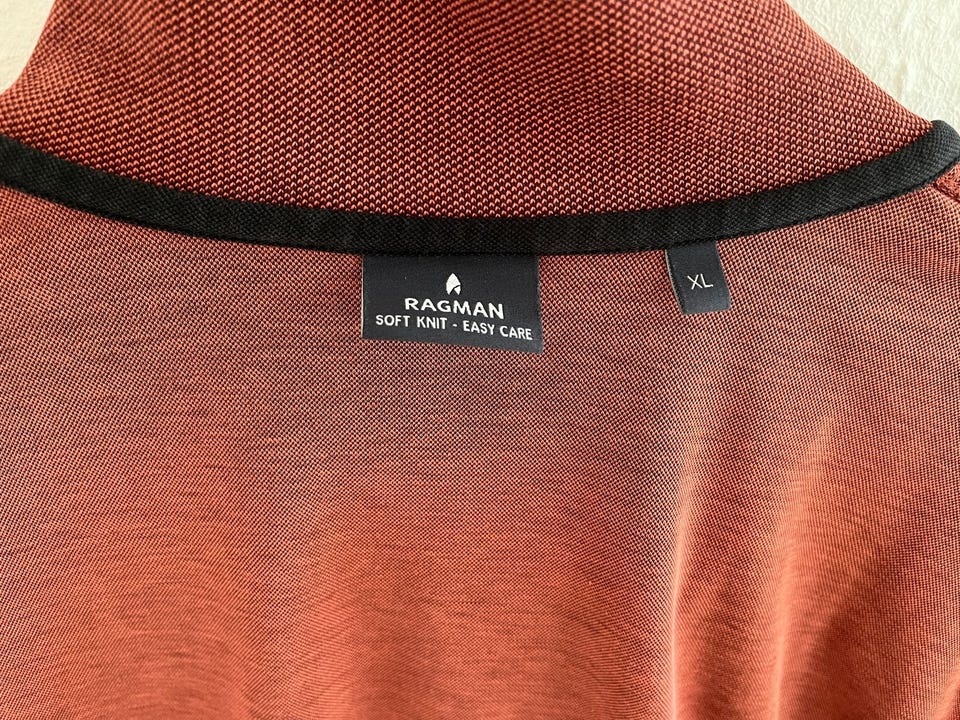 RAGMAN
SOFT KNIT - EASY CARE
XL